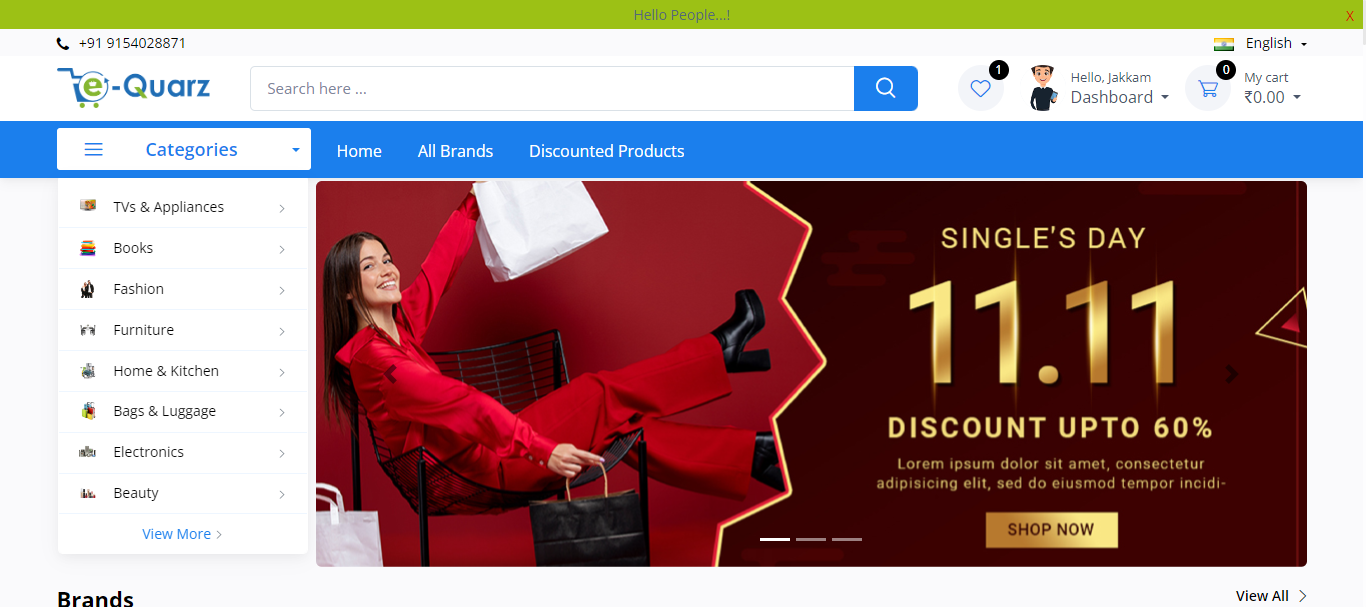 Hello People...!
X
+91 9154028871
English
e-Quarz
Search here ...
1
Hello, Jakkam
Dashboard
0
My cart
₹0.00
Categories
Home
All Brands
Discounted Products
TVs & Appliances
Books
Fashion
Furniture
Home & Kitchen
Bags & Luggage
Electronics
Beauty
View More
SINGLE'S DAY
11.11
DISCOUNT UPTO 60%
Lorem ipsum dolor sit amet, consectetur
adipisicing elit, sed do eiusmod tempor incidi-
SHOP NOW
Brands
View All